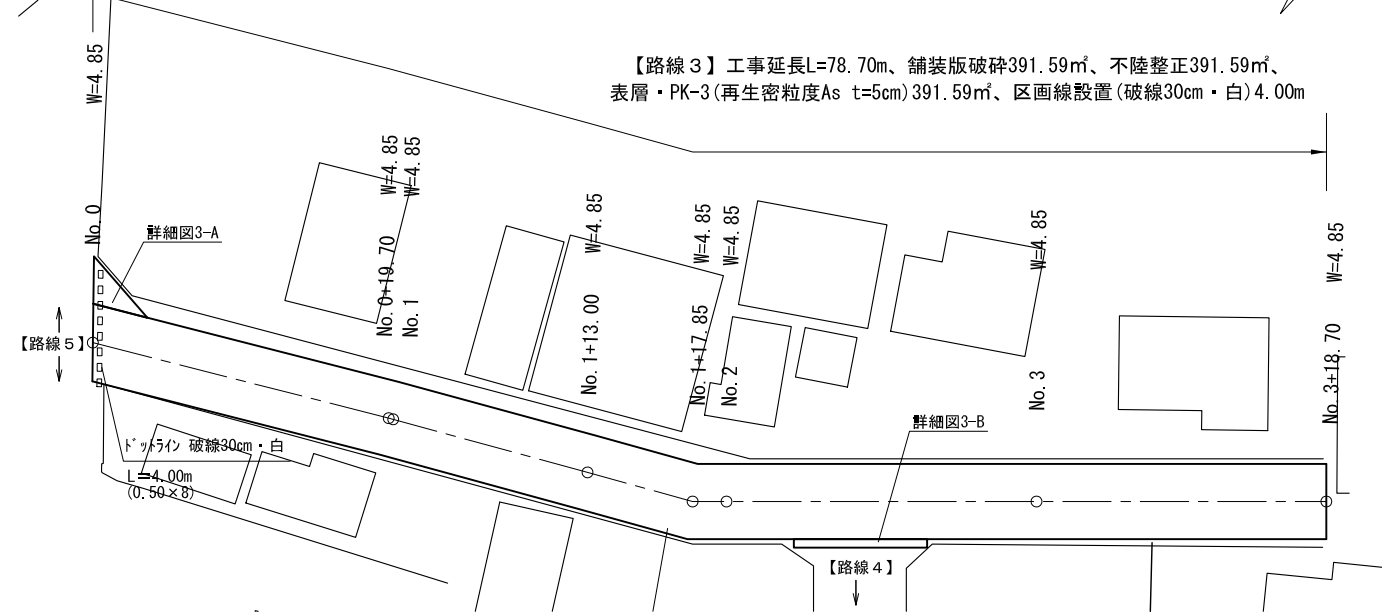 【路線３】工事延長L=78.70m、舗装版破砕391.59㎡、不陸整正391.59㎡、
表層・PK-3(再生密粒度As t=5cm)391.59㎡、区画線設置(破線30cm・白)4.00m
W=4.85
No.0
詳細図3-A
W=4.85
No.0+19.70
W=4.85
No.1
W=4.85
No.1+13.00
W=4.85
No.1+17.85
W=4.85
No.2
W=4.85
No.3
W=4.85
No.3+18.70
【路線５】
ﾄﾞｯﾄﾗｲﾝ 破線30cm・白
L=4.00m
(0.50×8)
詳細図3-B
【路線４】